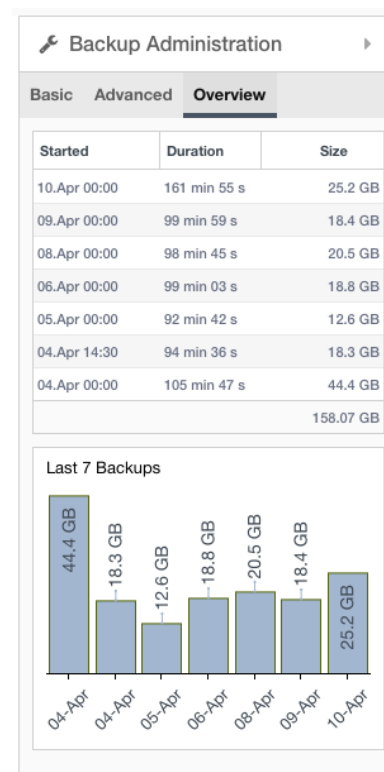 Backup Administration
Basic Advanced Overview
Started Duration Size
10.Apr 00:00 161 min 55 s 25.2 GB
09.Apr 00:00 99 min 59 s 18.4 GB
08.Apr 00:00 98 min 45 s 20.5 GB
06.Apr 00:00 99 min 03 s 18.8 GB
05.Apr 00:00 92 min 42 s 12.6 GB
04.Apr 14:30 94 min 36 s 18.3 GB
04.Apr 00:00 105 min 47 s 44.4 GB
158.07 GB
Last 7 Backups
44.4 GB 18.3 GB 12.6 GB 18.8 GB 20.5 GB 18.4 GB 25.2 GB
04-Apr 04-Apr 05-Apr 06-Apr 08-Apr 09-Apr 10-Apr